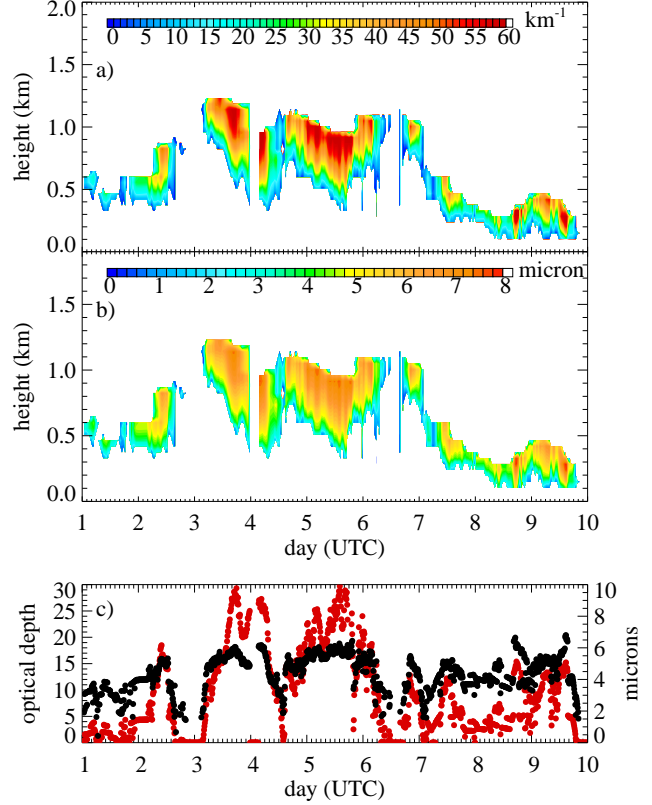 0 5 10 15 20 25 30 35 40 45 50 55 60 km-1
a)
2.0
1.5
1.0
0.5
0.0
height (km)
0 1 2 3 4 5 6 7 8 micron
b)
1.5
1.0
0.5
0.0
height (km)
1 2 3 4 5 6 7 8 9 10
day (UTC)
c)
30
25
20
15
10
5
0
optical depth
10
8
6
4
2
0
microns
1 2 3 4 5 6 7 8 9 10
day (UTC)